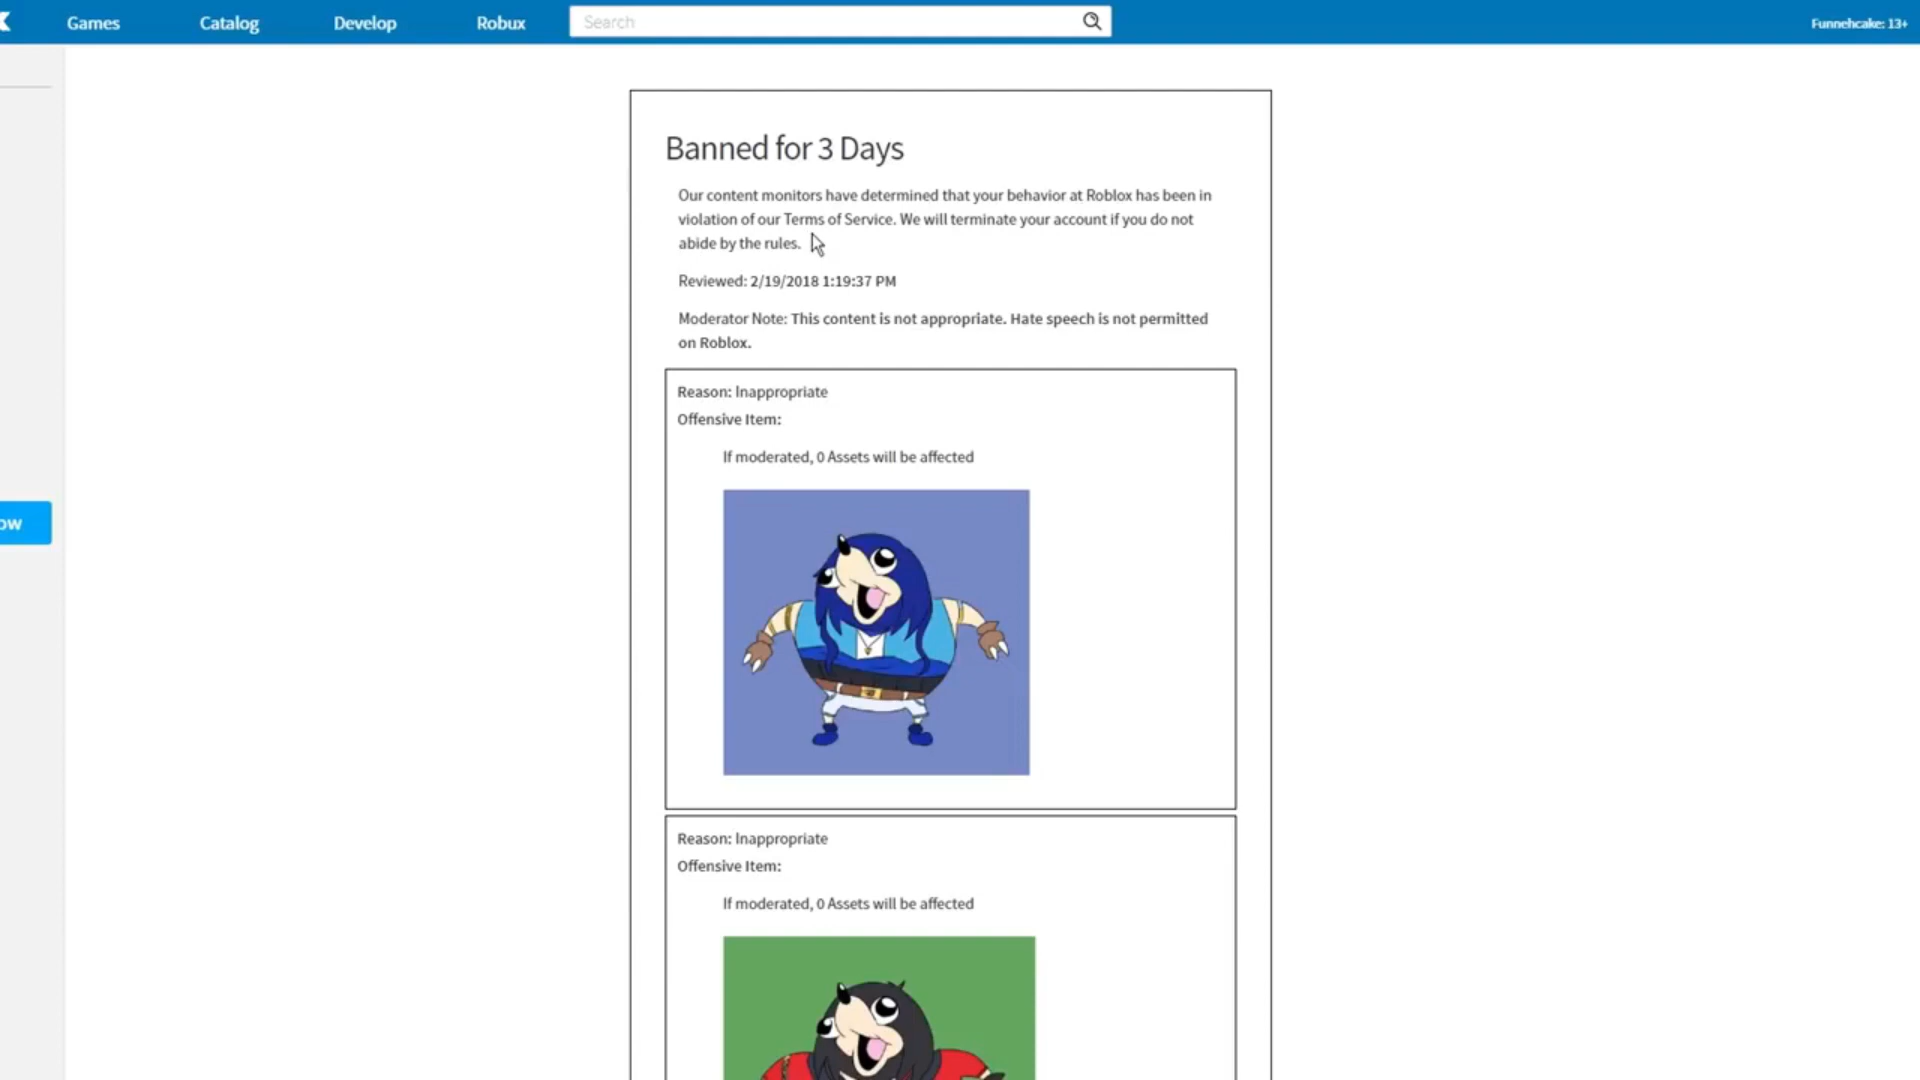 Games
Catalog
Develop
Robux
Search
Funnehcake: 13+
Banned for 3 Days
Our content monitors have determined that your behavior at Roblox has been in
violation of our Terms of Service. We will terminate your account if you do not
abide by the rules.
Reviewed: 2/19/2018 1:19:37 PM
Moderator Note: This content is not appropriate. Hate speech is not permitted
on Roblox.
Reason: Inappropriate
Offensive Item:
If moderated, 0 Assets will be affected
ow
Reason: Inappropriate
Offensive Item:
If moderated, 0 Assets will be affected